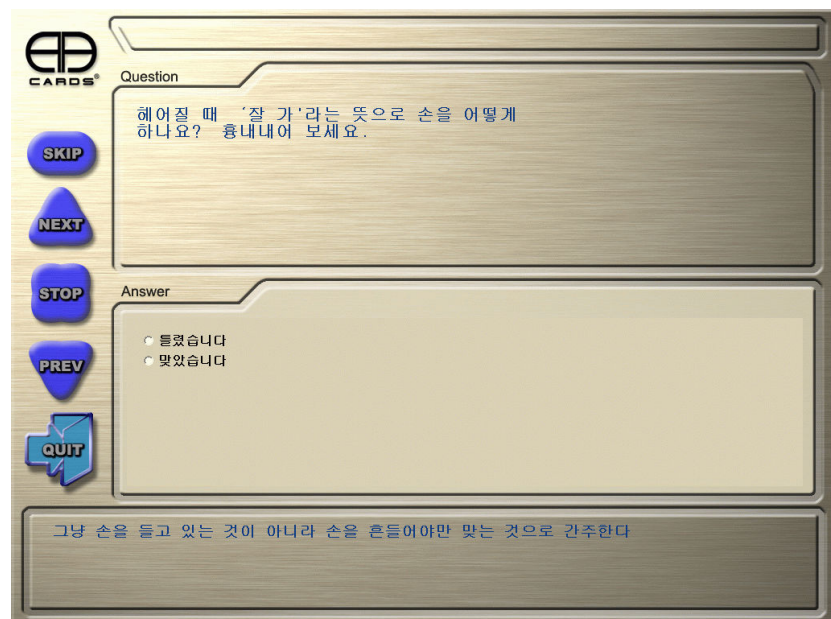 CARDS®
Question
헤어질 때 '잘 가'라는 뜻으로 손을 어떻게
하나요? 흉내내어 보세요.
SKIP
NEXT
STOP
Answer
틀렸습니다
맞았습니다
PREV
QUIT
그냥 손을 들고 있는 것이 아니라 손을 흔들어야만 맞는 것으로 간주한다